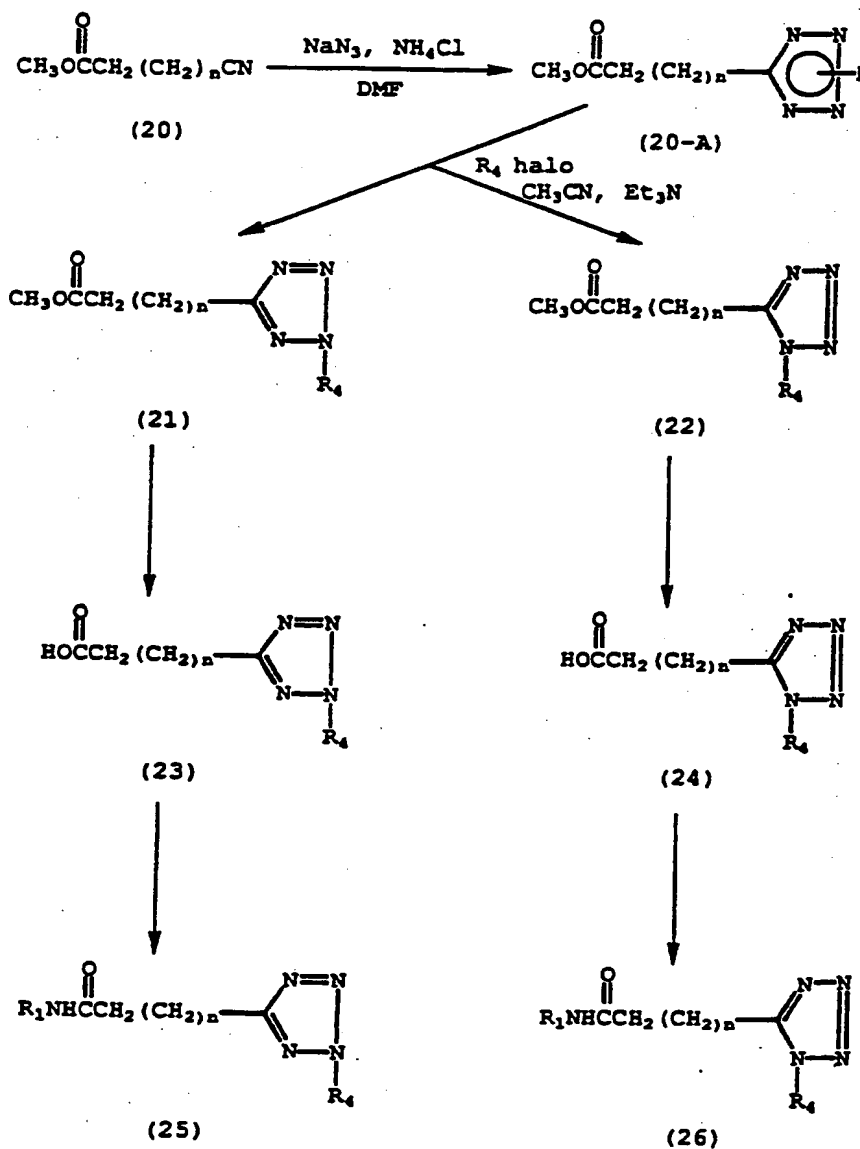 O O
CH₃OCCH₂(CH₂)ₙCN NaN₃, NH₄Cl DMF CH₃OCCH₂(CH₂)ₙ N N N N
(20) (20-A)
R₄ halo
CH₃CN, Et₃N
O N=N O N N
CH₃OCCH₂(CH₂)ₙ CH₃OCCH₂(CH₂)ₙ
N N N N
R₄ R₄
(21) (22)
O N=N O N N
HOCCH₂(CH₂)ₙ HOCCH₂(CH₂)ₙ
N N N N
R₄ R₄
(23) (24)
O N=N O N N
R₁NHCCH₂(CH₂)ₙ R₁NHCCH₂(CH₂)ₙ
N N N N
R₄ R₄
(25) (26)